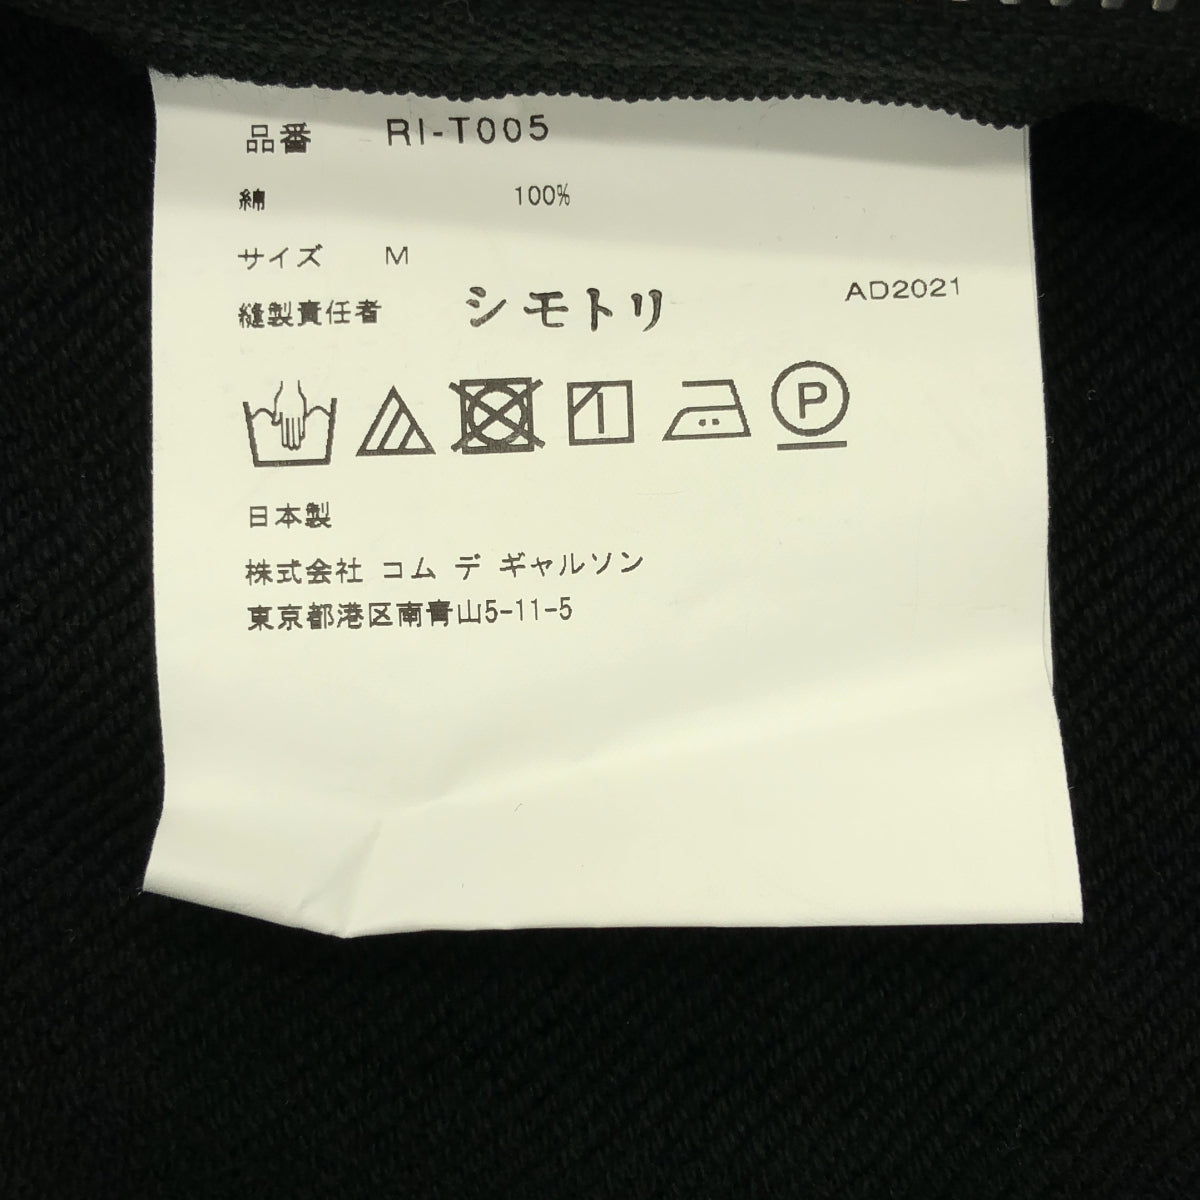 品番 RI-T005
綿 100%
サイズ M
縫製責任者 シモトリ AD2021
P
日本製
株式会社 コム デ ギャルソン
東京都港区南青山5-11-5